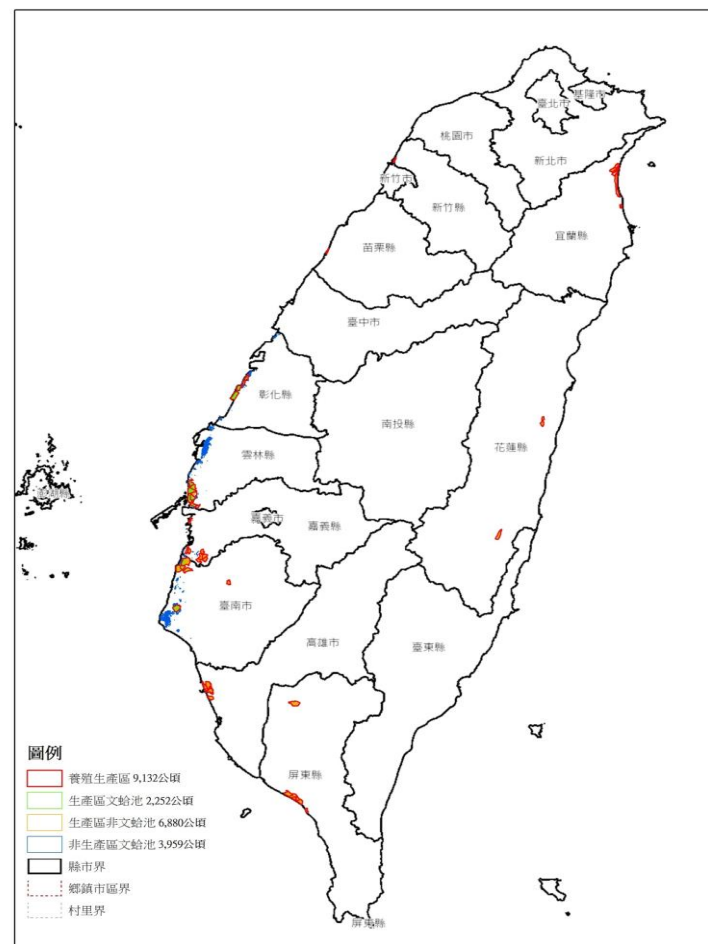 基隆市
臺北市
桃園市
新北市
新竹市
新竹縣
宜蘭縣
苗栗縣
臺中市
彰化縣
南投縣
花蓮縣
雲林縣
澎湖縣
嘉義市
嘉義縣
臺南市
高雄市
臺東縣
屏東縣
圖例
養殖生產區 9,132公頃
生產區文蛤池 2,252公頃
生產區非文蛤池 6,880公頃
非生產區文蛤池 3,959公頃
縣市界
鄉鎮市區界
村里界
屏東縣